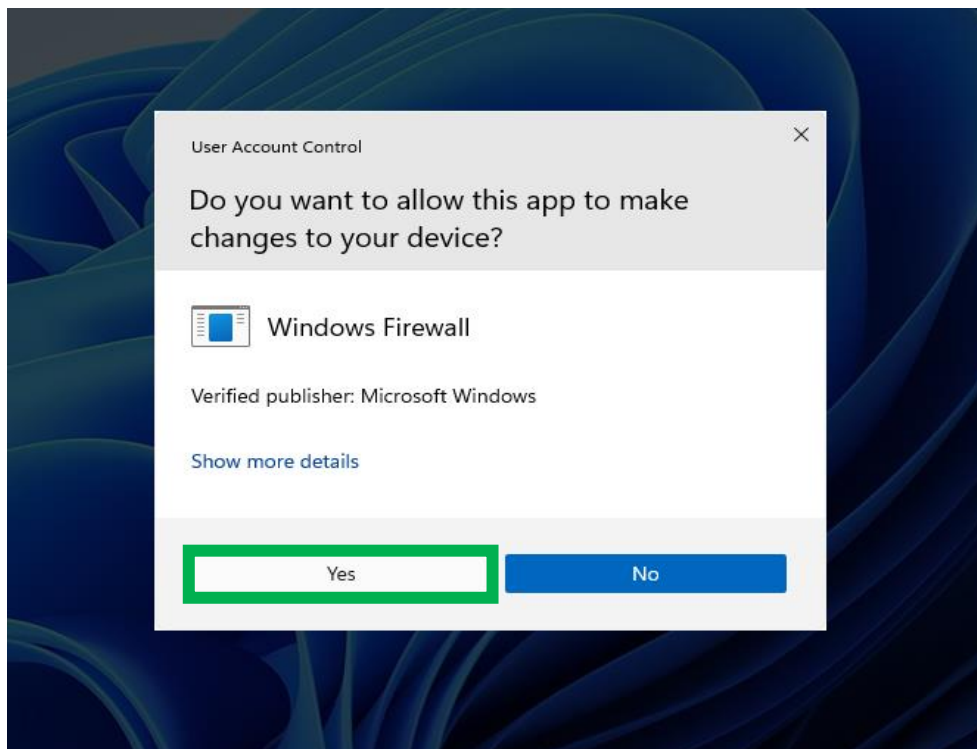 User Account Control
Do you want to allow this app to make
changes to your device?
Windows Firewall
Verified publisher: Microsoft Windows
Show more details
Yes
No